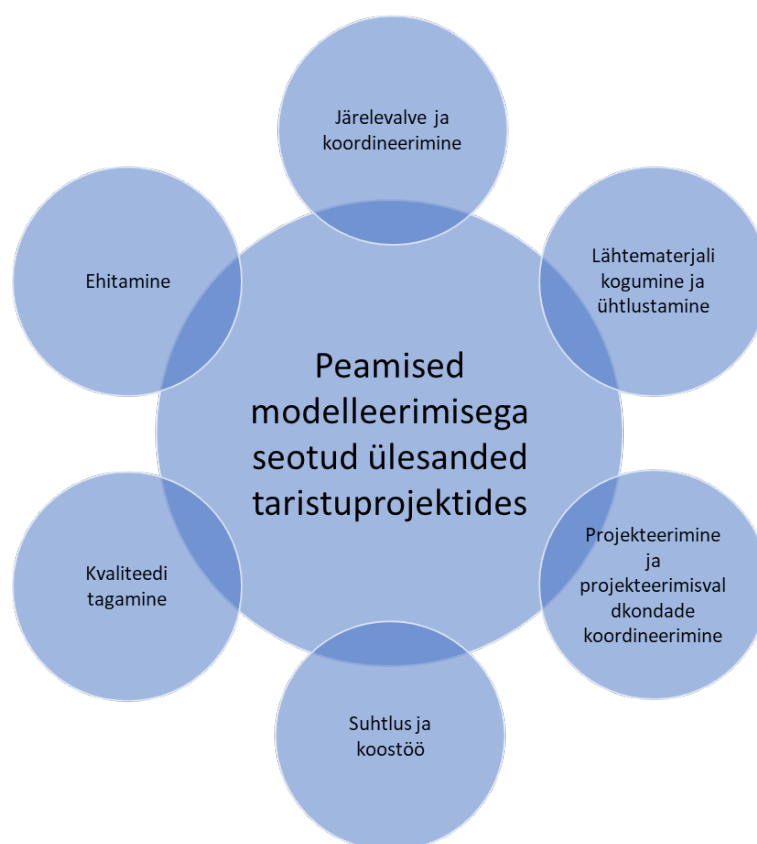 Järelevalve ja
koordineerimine
Lähtematerjali
kogumine ja
ühtlustamine
Ehitamine
Peamised
modelleerimisega
seotud ülesanded
taristuprojektides
Projekteerimine
ja
projekteerimisval
dkondade
koordineerimine
Kvaliteedi
tagamine
Suhtlus ja
koostöö